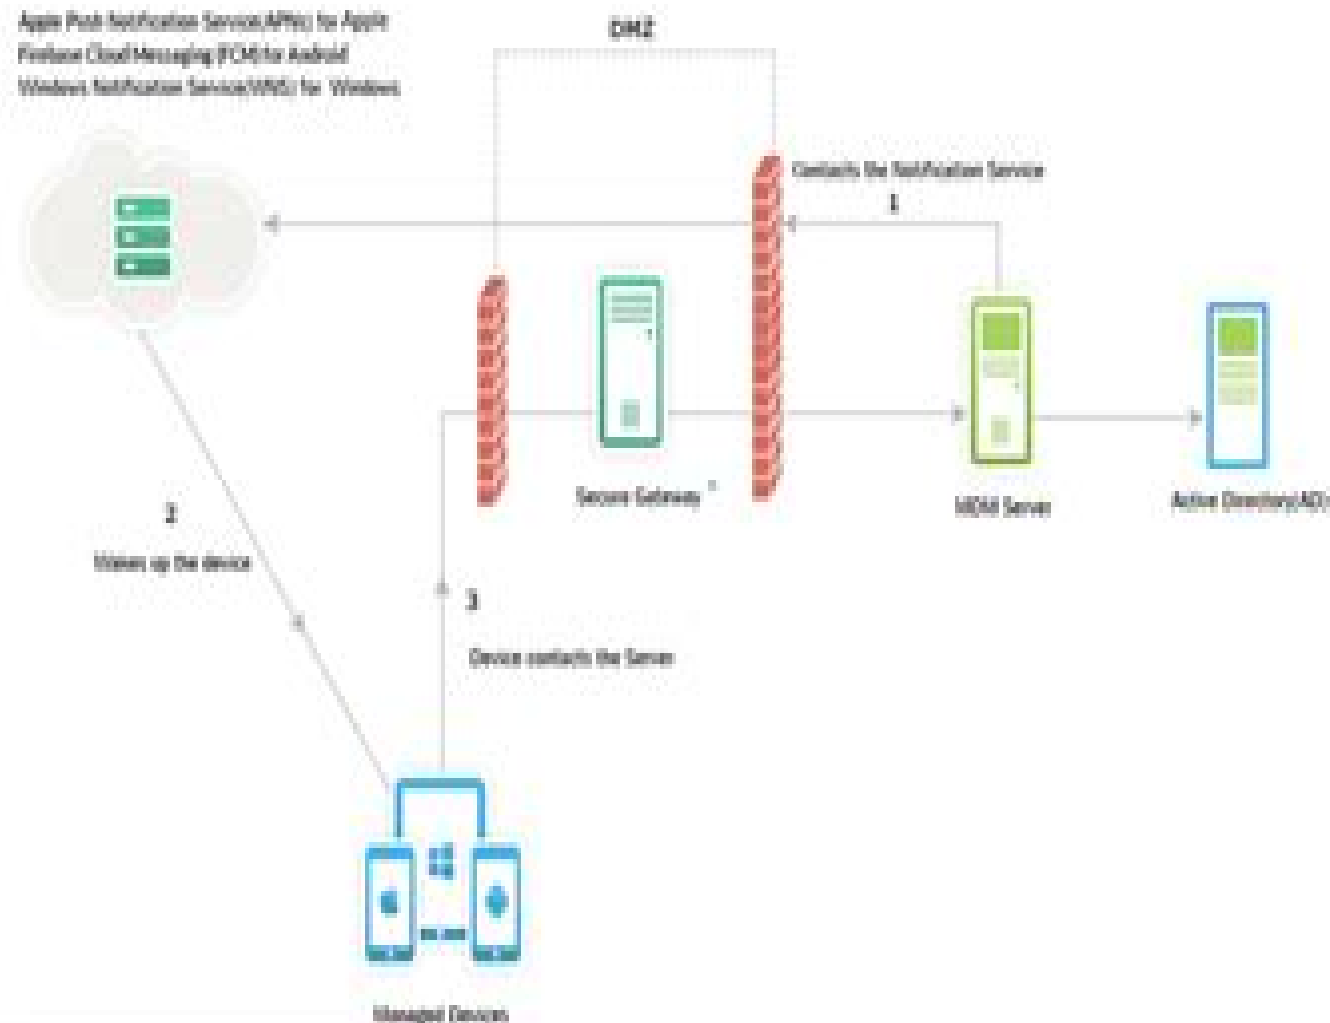 Apple Push Notification Service(APNs) for Apple
Firebase Cloud Messaging (FCM) for Android
Windows Notification Service(WNS) for Windows
DMZ
Contacts the Notification Service
1
Secure Gateway *
MDM Server
Active Directory(AD)
2
Wakes up the device
3
Device contacts the Server
Managed Devices